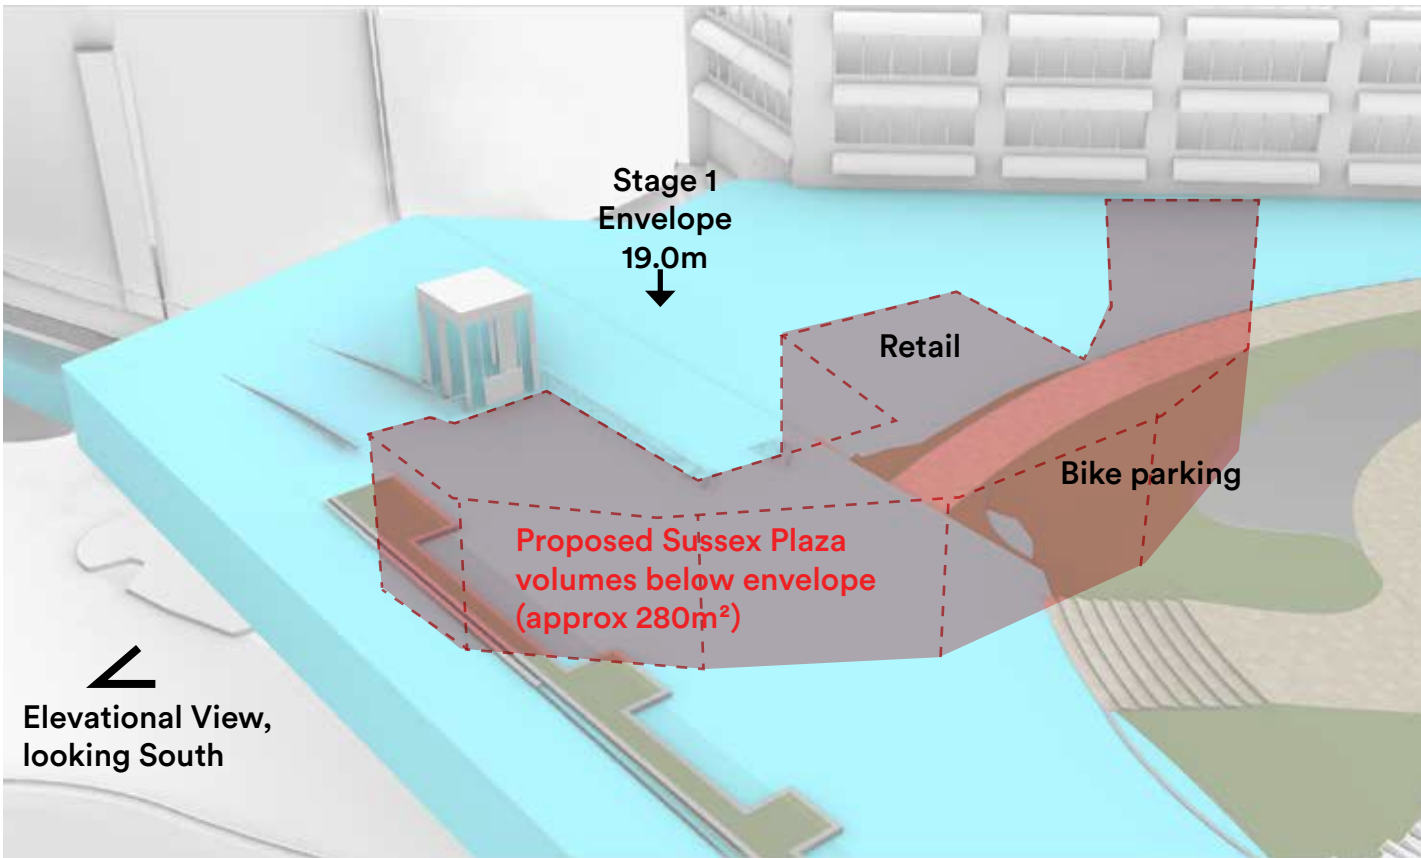 Stage 1
Envelope
19.0m
Retail
Bike parking
Proposed Sussex Plaza
volumes below envelope
(approx 280m²)
Elevational View,
looking South